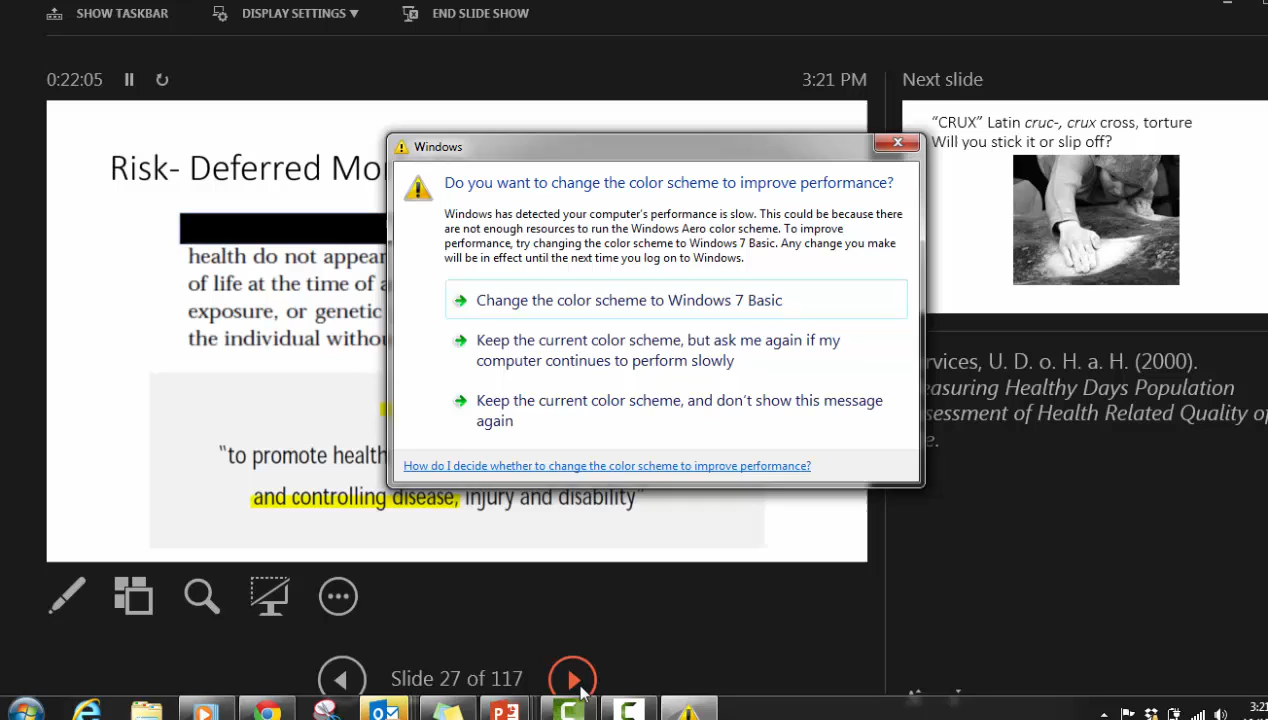 SHOW TASKBAR DISPLAY SETTINGS ▼ END SLIDE SHOW
0:22:05 3:21 PM Next slide
Risk- Deferred Mo
health do not appear
of life at the time of
exposure, or genetic
the individual
"to promote health
and controlling disease, injury and disability"
Windows
Do you want to change the color scheme to improve performance?
Windows has detected your computer's performance is slow. This could be because there
are not enough resources to run the Windows Aero color scheme. To improve
performance, try changing the color scheme to Windows 7 Basic. Any change you make
will be in effect until the next time you log on to Windows.
Change the color scheme to Windows 7 Basic
Keep the current color scheme, but ask me again if my
computer continues to perform slowly
Keep the current color scheme, and don't show this message
again
How do I decide whether to change the color scheme to improve performance?
"CRUX" Latin cruc-, crux cross, torture
Will you stick it or slip off?
rvices, U. D. o. H. a. H. (2000).
easuring Healthy Days Population
sessment of Health Related Quality of
e.
Slide 27 of 117
3:21